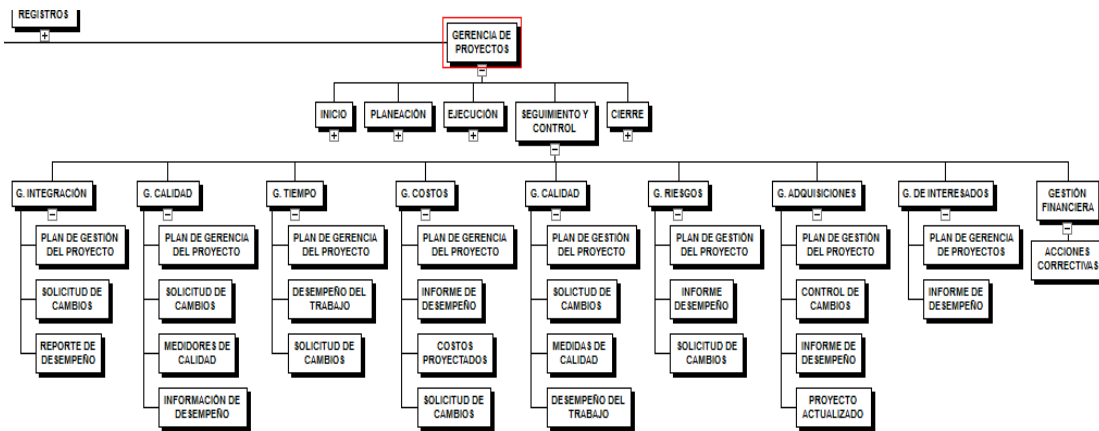 REGISTROS
GERENCIA DE
PROYECTOS
INICIO
PLANEACIÓN
EJECUCIÓN
SEGUIMIENTO Y
CONTROL
CIERRE
G. INTEGRACIÓN
G. CALIDAD
G. TIEMPO
G. COSTOS
G. CALIDAD
G. RIESGOS
G. ADQUISICIONES
G. DE INTERESADOS
GESTIÓN
FINANCIERA
PLAN DE GESTIÓN
DEL PROYECTO
SOLICITUD DE
CAMBIOS
REPORTE DE
DESEMPEÑO
PLAN DE GERENCIA
DEL PROYECTO
SOLICITUD DE
CAMBIOS
MEDIDORES DE
CALIDAD
INFORMACIÓN DE
DESEMPEÑO
PLAN DE GERENCIA
DEL PROYECTO
DESEMPEÑO DEL
TRABAJO
SOLICITUD DE
CAMBIOS
PLAN DE GERENCIA
DEL PROYECTO
INFORME DE
DESEMPEÑO
COSTOS
PROYECTADOS
SOLICITUD DE
CAMBIOS
PLAN DE GESTIÓN
DEL PROYECTO
SOLICTUD DE
CAMBIOS
MEDIDAS DE
CALIDAD
DESEMPEÑO DEL
TRABAJO
PLAN DE GESTIÓN
DEL PROYECTO
INFORME
DESEMPEÑO
SOLICITUD DE
CAMBIOS
PLAN DE GESTIÓN
DEL PROYECTO
CONTROL DE
CAMBIOS
INFORME DE
DESEMPEÑO
PROYECTO
ACTUALIZADO
PLAN DE GERENCIA
DE PROYECTOS
INFORME DE
DESEMPEÑO
ACCIONES
CORRECTIVAS